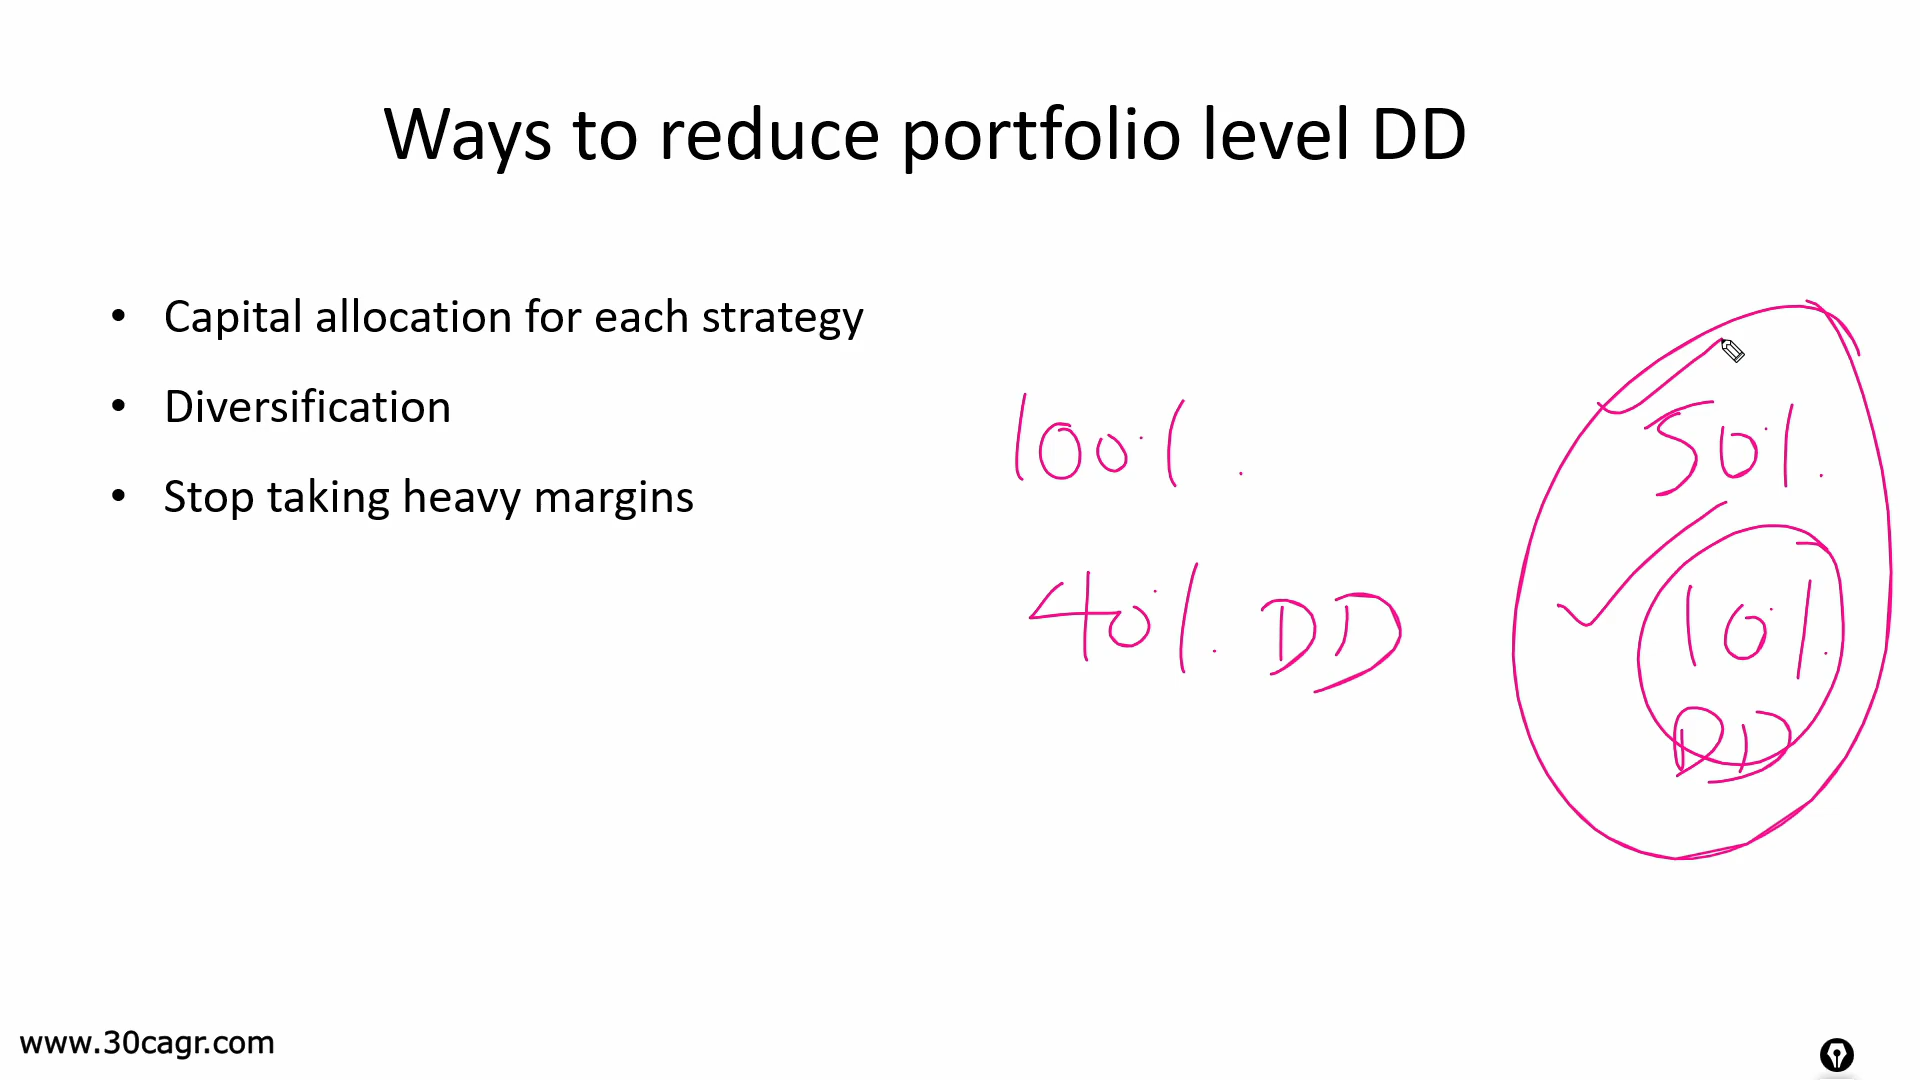 Ways to reduce portfolio level DD
• Capital allocation for each strategy
• Diversification
• Stop taking heavy margins
100%.
40%. DD
50%.
10%.
DD
www.30cagr.com